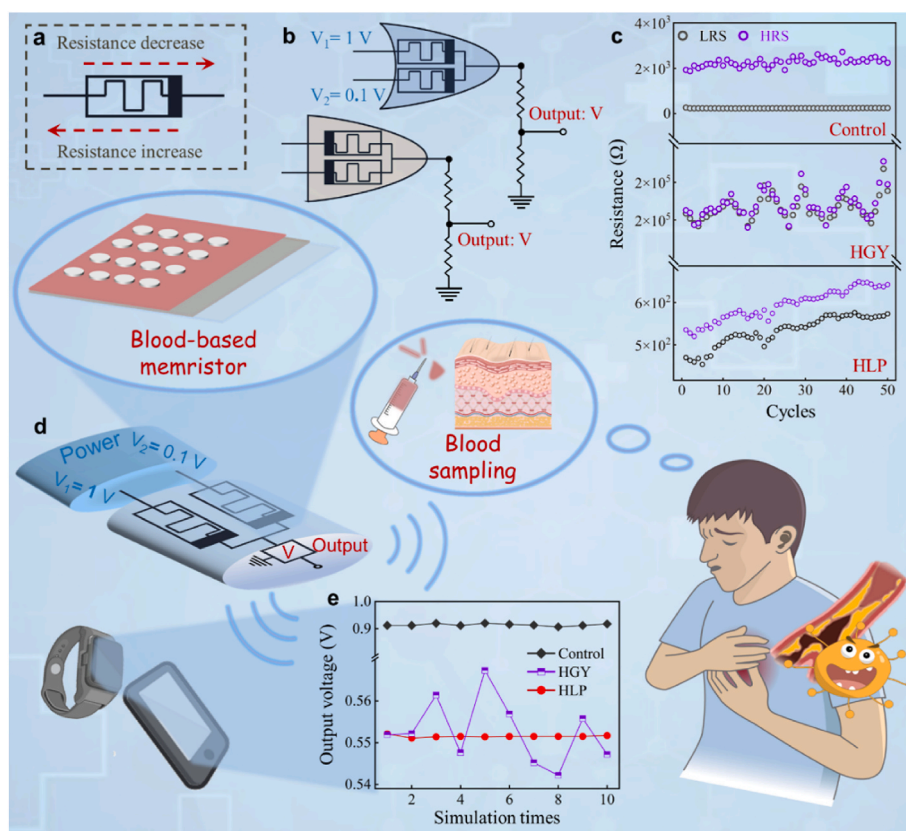 a
Resistance decrease
Resistance increase
b
V₁= 1 V
V₂= 0.1 V
Output: V
Output: V
c
LRS HRS
4×10³
2×10³
0
Control
2×10⁵
2×10⁵
HGY
6×10²
5×10²
HLP
Resistance (Ω)
0 10 20 30 40 50
Cycles
Blood-based
memristor
Blood
sampling
d
Power
V₂= 0.1 V
V₁= 1 V
V
Output
e
1.0
0.9
0.56
0.55
0.54
Output voltage (V)
Control
HGY
HLP
2 4 6 8 10
Simulation times